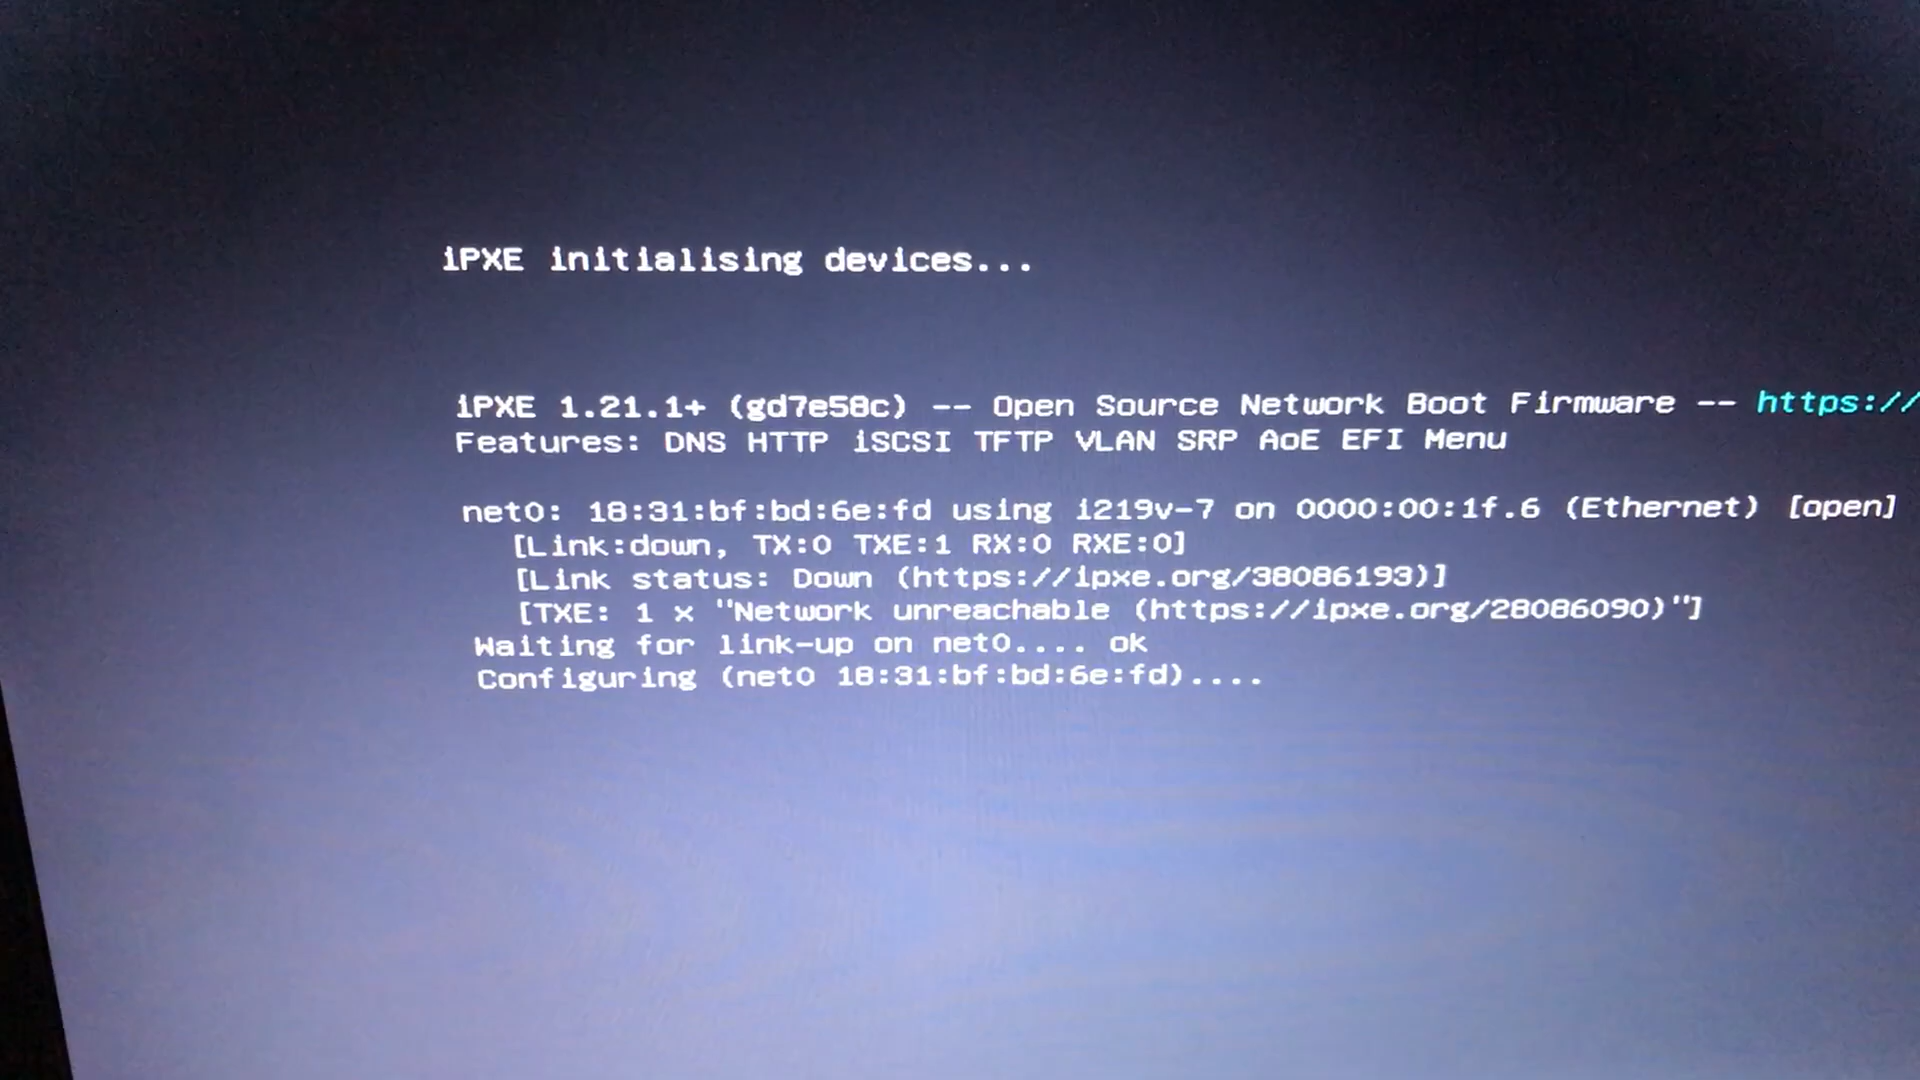 iPXE initialising devices...
iPXE 1.21.1+ (gd7e58c) -- Open Source Network Boot Firmware -- https://
Features: DNS HTTP iSCSI TFTP VLAN SRP AoE EFI Menu
net0: 18:31:bf:bd:6e:fd using i219v-7 on 0000:00:1f.6 (Ethernet) [open]
[Link:down, TX:0 TXE:1 RX:0 RXE:0]
[Link status: Down (https://ipxe.org/38086193)]
[TXE: 1 x "Network unreachable (https://ipxe.org/28086090)"]
Waiting for link-up on net0.... ok
Configuring (net0 18:31:bf:bd:6e:fd)....